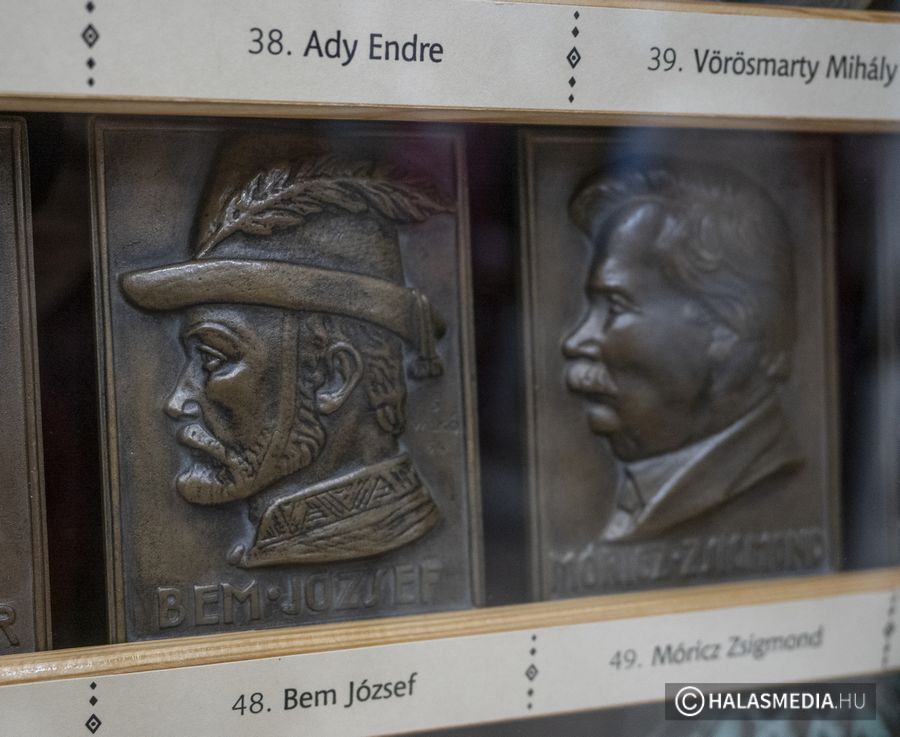 38. Ady Endre
39. Vörösmarty Mihály
BEM·JÓZSEF
MÓRICZ·ZSIGMOND
R
48. Bem József
49. Móricz Zsigmond
© HALASMEDIA.HU